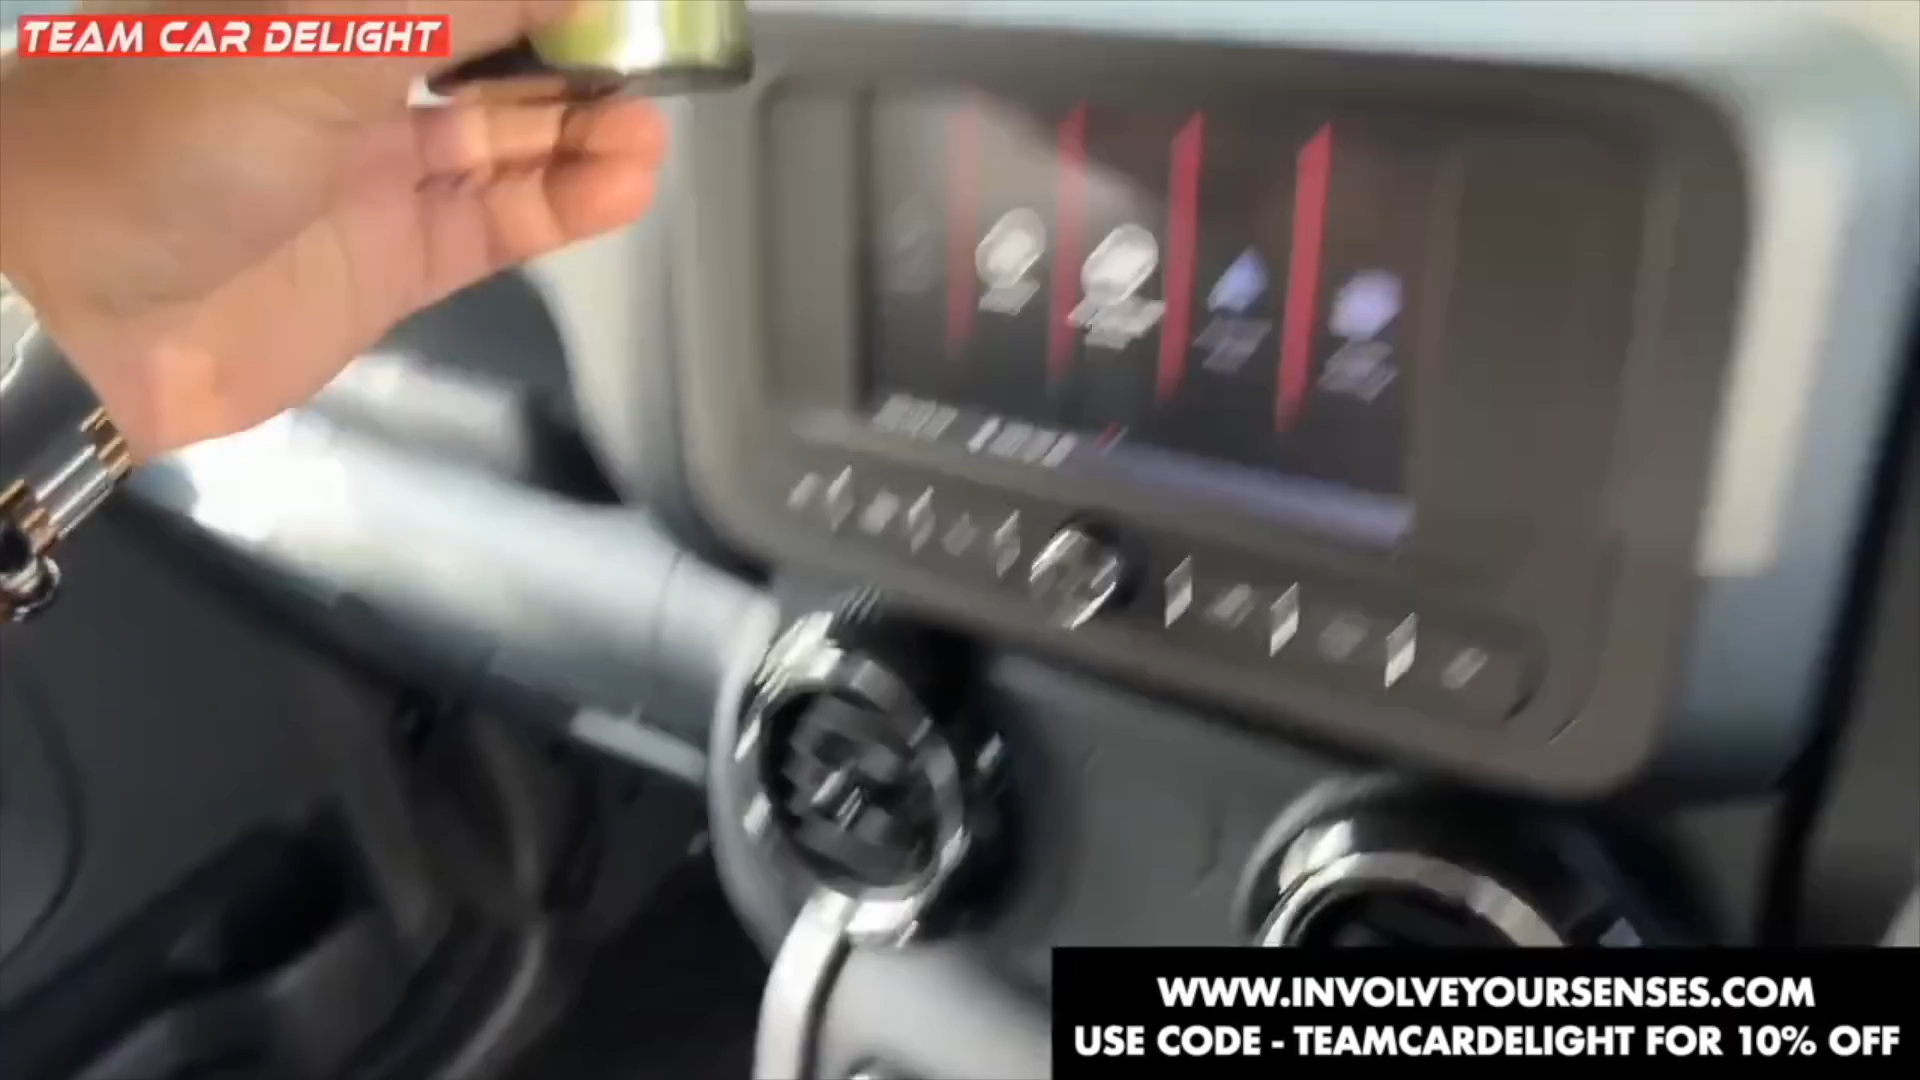 TEAM CAR DELIGHT
WWW.INVOLVEYOURSENSES.COM
USE CODE - TEAMCARDELIGHT FOR 10% OFF